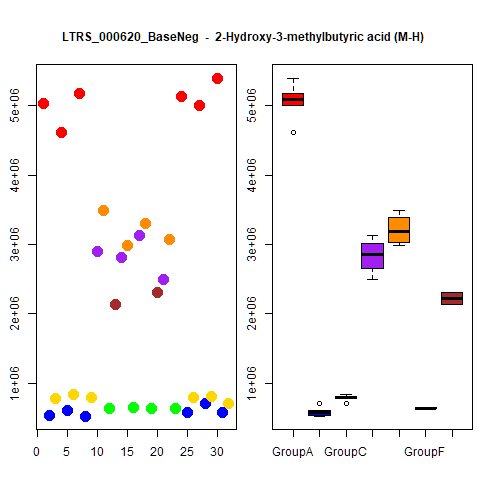 LTRS_000620_BaseNeg - 2-Hydroxy-3-methylbutyric acid (M-H)
5e+06
4e+06
3e+06
2e+06
1e+06
0 5 10 15 20 25 30
5e+06
4e+06
3e+06
2e+06
1e+06
GroupA GroupC GroupF